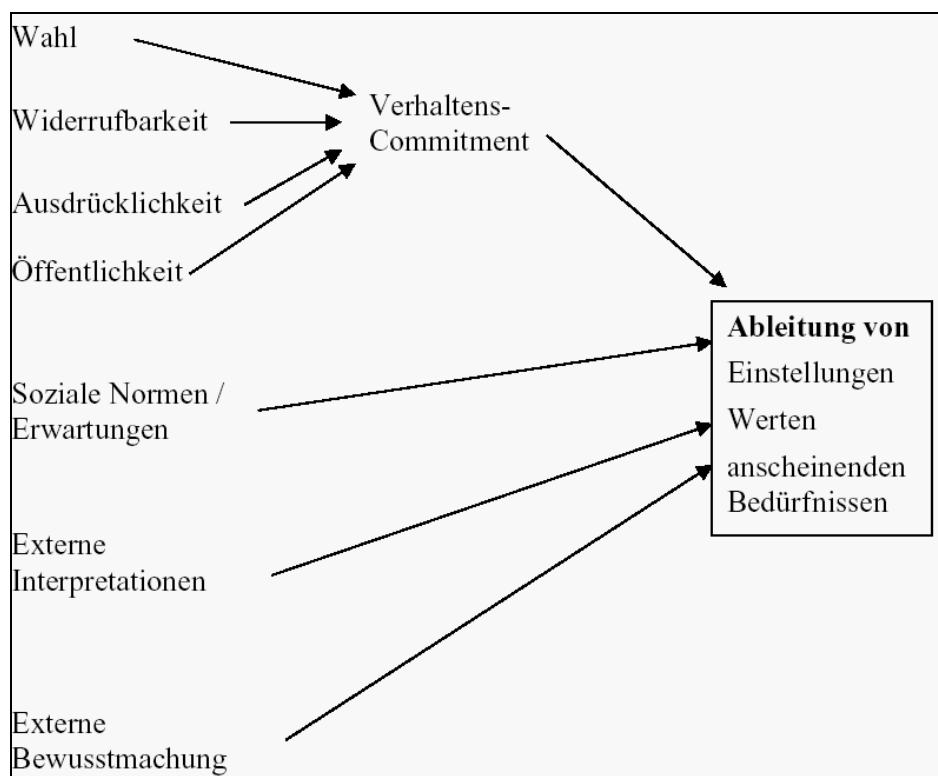 Wahl
Widerrufbarkeit
Ausdrücklichkeit
Öffentlichkeit
Verhaltens-
Commitment
Soziale Normen /
Erwartungen
Externe
Interpretationen
Externe
Bewusstmachung
Ableitung von
Einstellungen
Werten
anscheinenden
Bedürfnissen